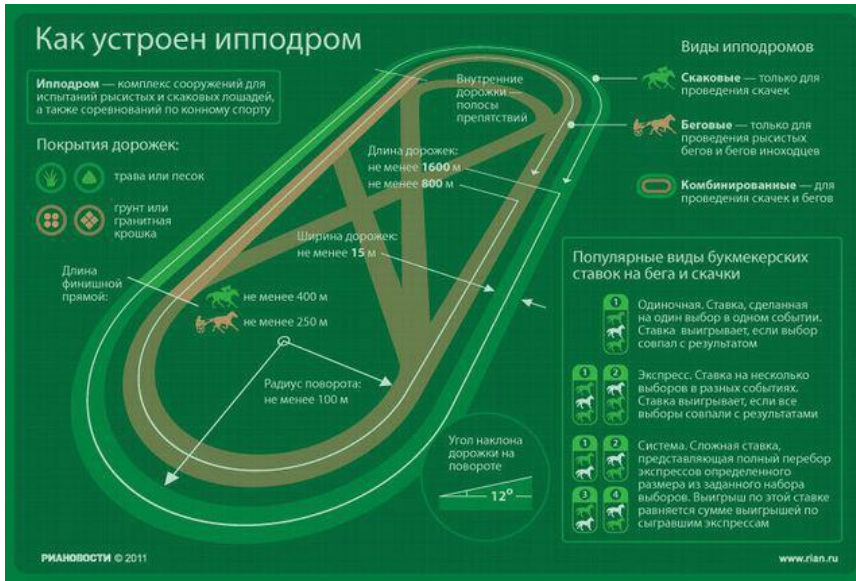 Как устроен ипподром
Ипподром — комплекс сооружений для
испытаний рысистых и скаковых лошадей,
а также соревнований по конному спорту
Покрытия дорожек:
трава или песок
грунт или
гранитная
крошка
Внутренние
дорожки —
полосы
препятствий
Длина дорожек:
не менее 1600 м
не менее 800 м
Ширина дорожек:
не менее 15 м
Длина
финишной
прямой:
не менее 400 м
не менее 250 м
Радиус поворота:
не менее 100 м
Угол наклона
дорожки на
повороте
12°
Виды ипподромов
Скаковые — только для
проведения скачек
Беговые — только для
проведения рысистых
бегов и бегов иноходцев
Комбинированные — для
проведения скачек и бегов
Популярные виды букмекерских
ставок на бега и скачки
1
Одиночная. Ставка, сделанная
на один выбор в одном событии.
Ставка выигрывает, если выбор
совпал с результатом
1 2
Экспресс. Ставка на несколько
выборов в разных событиях.
Ставка выигрывает, если все
выборы совпали с результатами
1 2
3 4
Система. Сложная ставка,
представляющая полный перебор
экспрессов определенного
размера из заданного набора
выборов. Выигрыш по этой ставке
равняется сумме выигрышей по
сыгравшим экспрессам
РИАНОВОСТИ © 2011
www.rian.ru